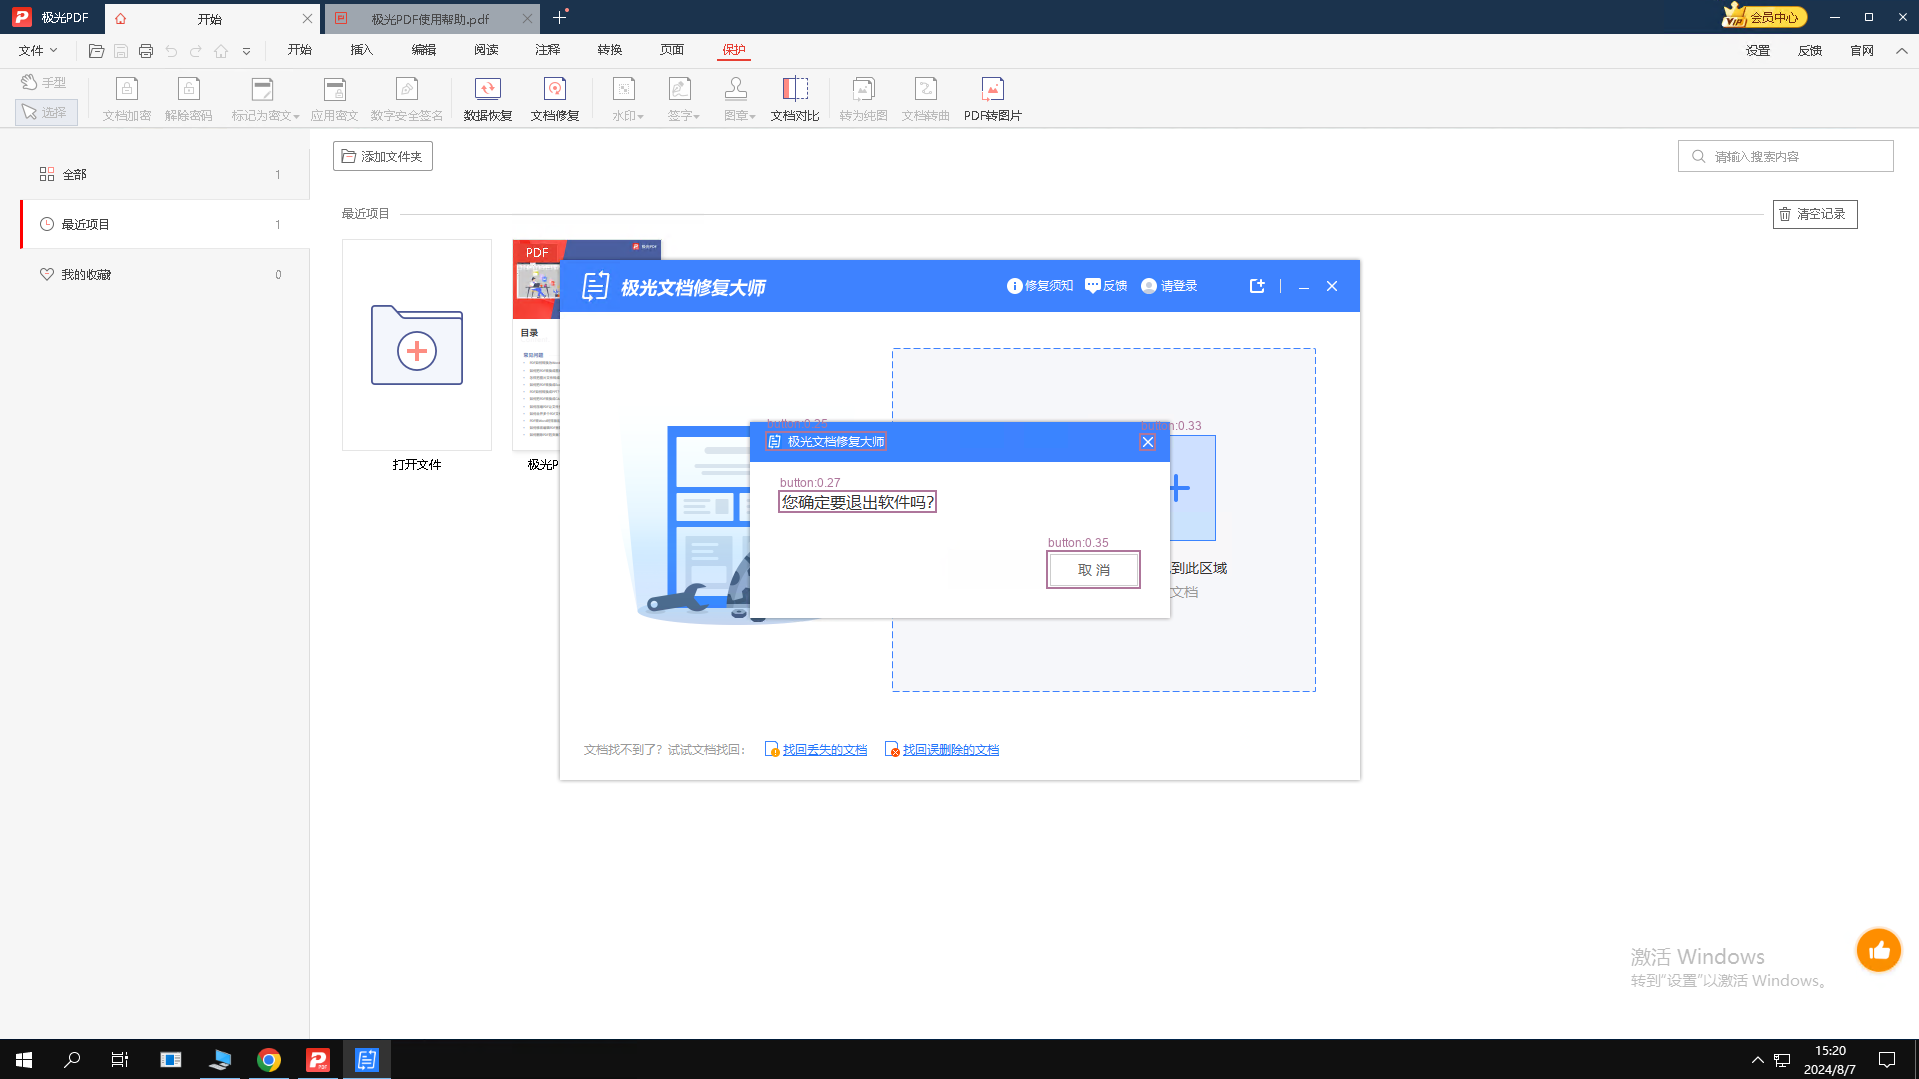 极光PDF
开始
极光PDF使用帮助.pdf
会员中心
文件
开始
插入
编辑
阅读
注释
转换
页面
保护
设置
反馈
官网
手型
选择
文档加密
解除密码
标记为密文
应用密文
数字安全签名
数据恢复
文档修复
水印
签字
图章
文档对比
转为纯图
文档转曲
PDF转图片
全部
1
最近项目
1
我的收藏
0
添加文件夹
请输入搜索内容
最近项目
清空记录
打开文件
PDF
目录
常见问题
极光P
极光文档修复大师
修复须知
反馈
请登录
button:0.25
button:0.33
极光文档修复大师
button:0.27
您确定要退出软件吗?
button:0.35
取 消
到此区域
文档
文档找不到了? 试试文档找回:
找回丢失的文档
找回误删除的文档
激活 Windows
转到"设置"以激活 Windows。
15:20
2024/8/7